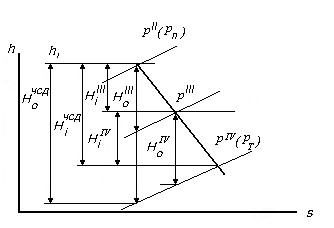 h
h_i
p^II(p_п)
H_o^ЧСД
H_i^ЧСД
H_i^III
H_o^III
p^III
H_i^IV
H_o^IV
p^IV(p_T)
s